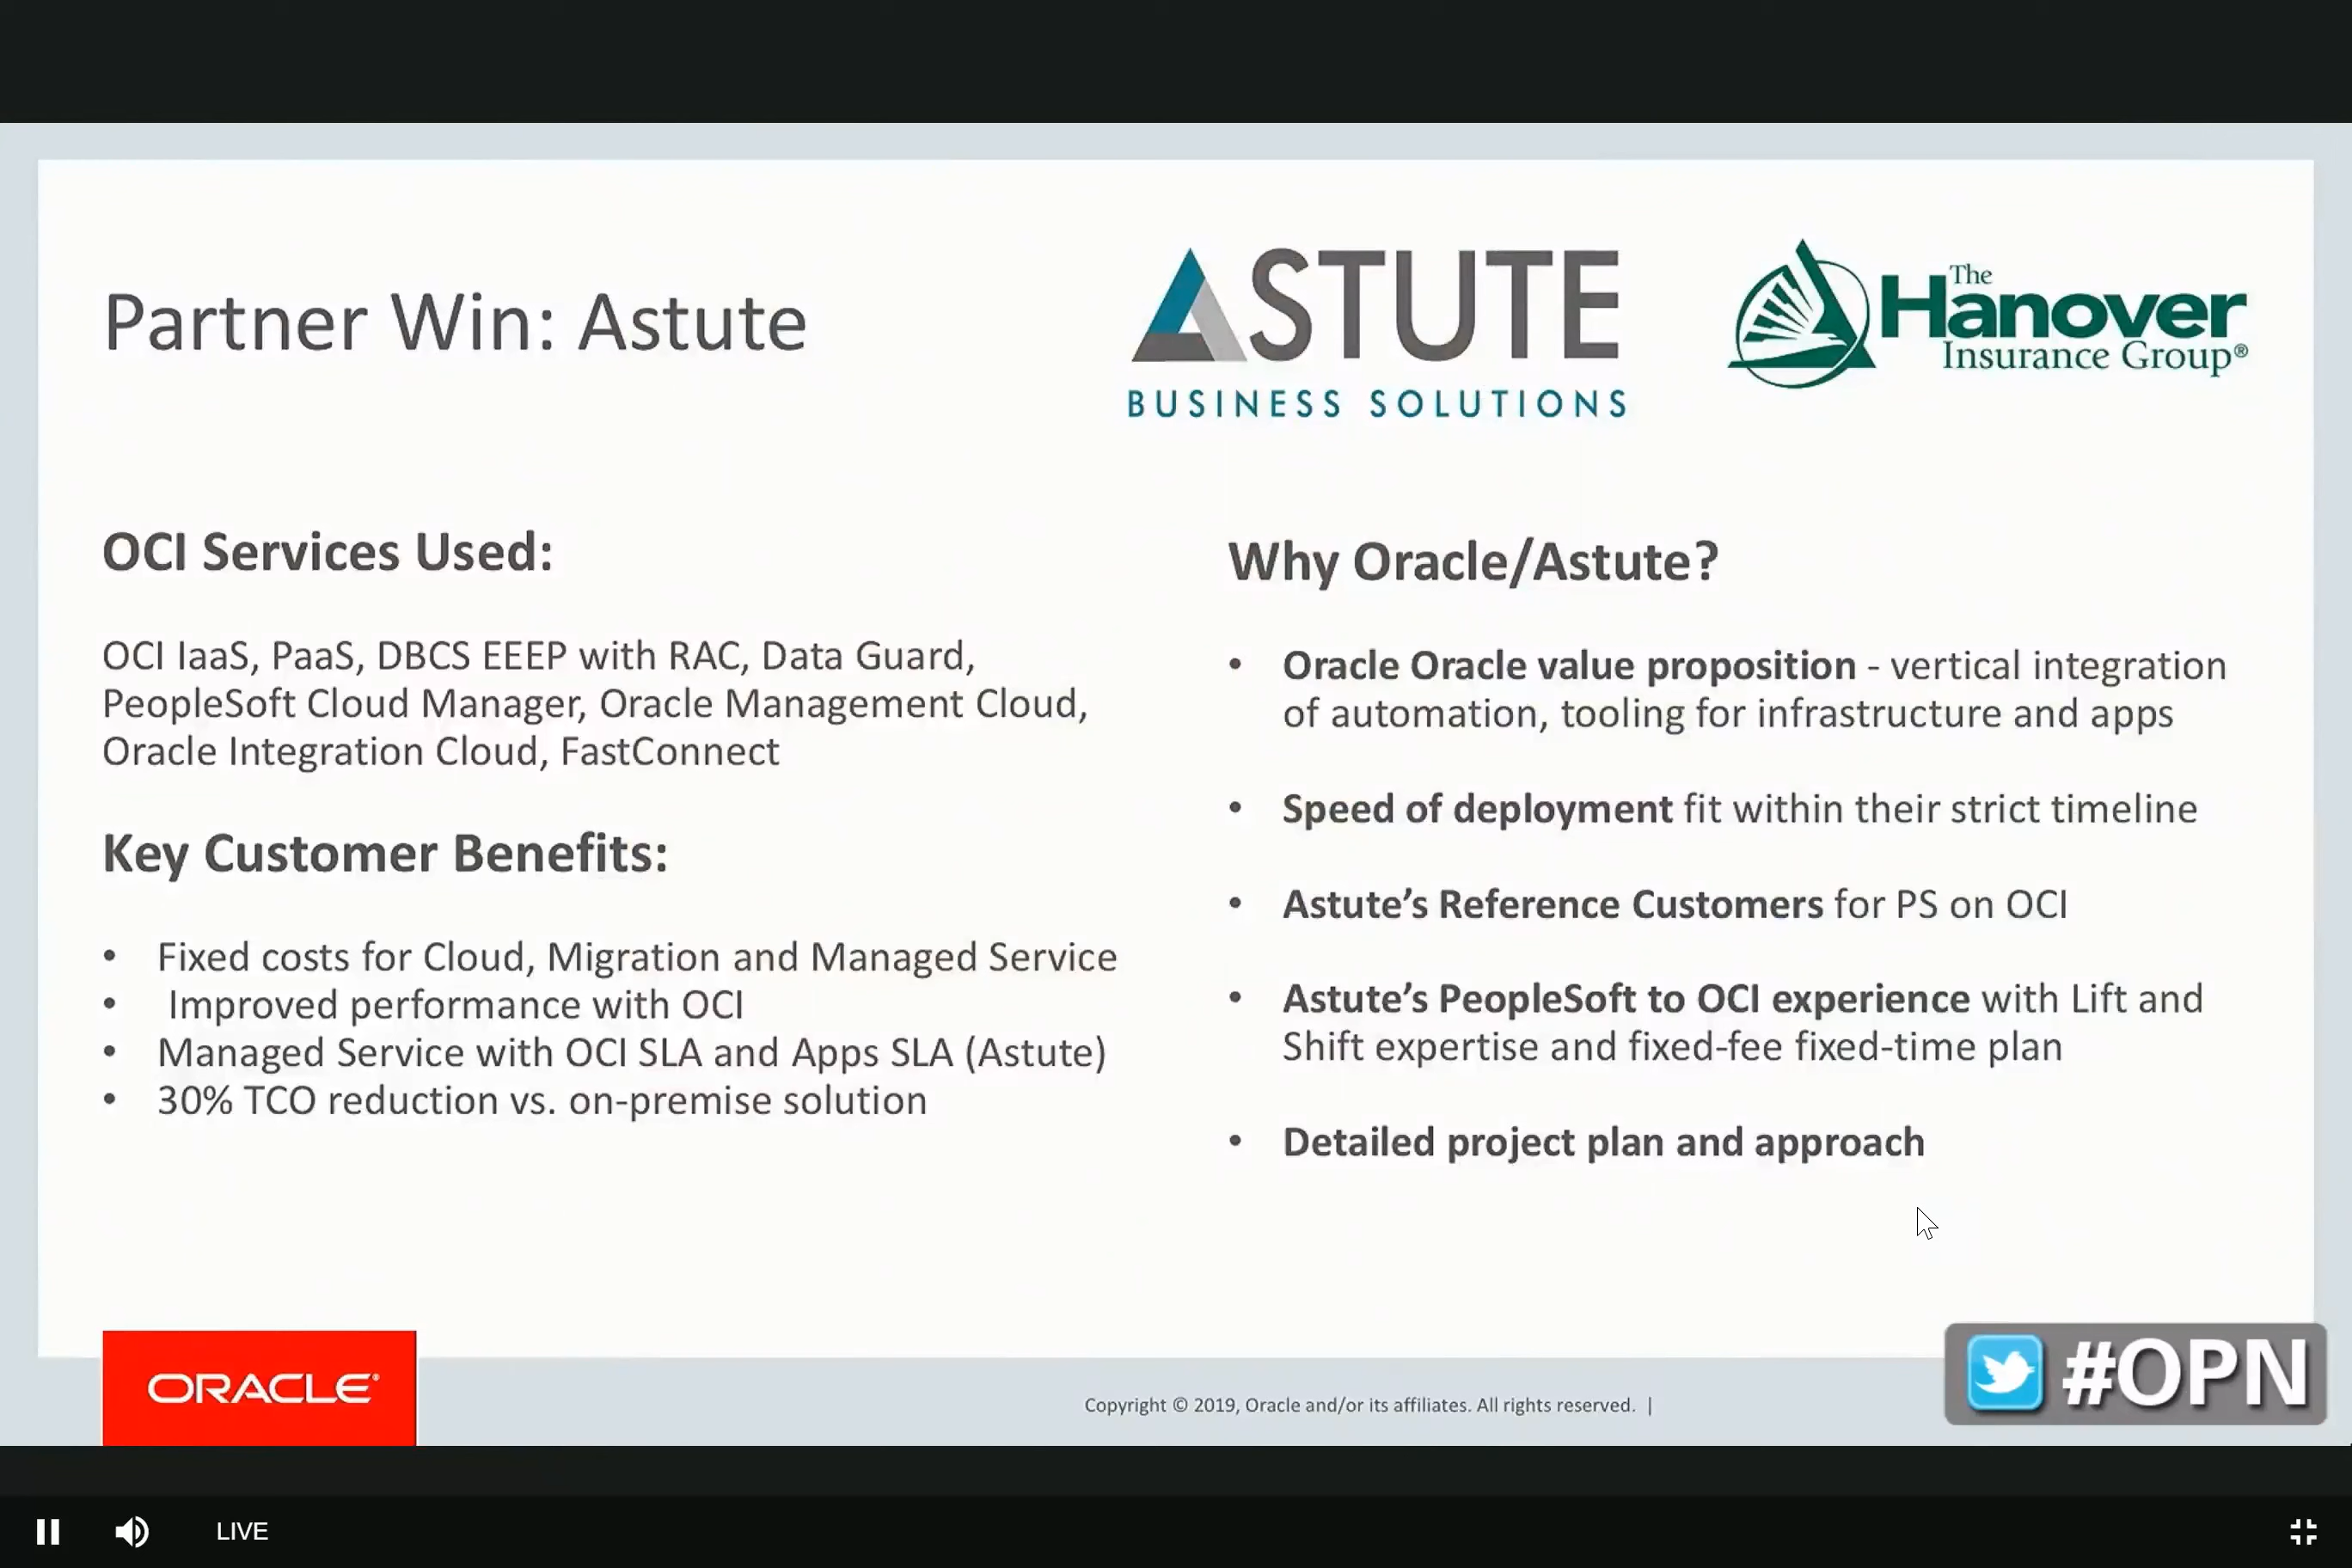 Partner Win: Astute
ASTUTE
BUSINESS SOLUTIONS
The
Hanover
Insurance Group®
OCI Services Used:
OCI IaaS, PaaS, DBCS EEEP with RAC, Data Guard,
PeopleSoft Cloud Manager, Oracle Management Cloud,
Oracle Integration Cloud, FastConnect
Key Customer Benefits:
• Fixed costs for Cloud, Migration and Managed Service
• Improved performance with OCI
• Managed Service with OCI SLA and Apps SLA (Astute)
• 30% TCO reduction vs. on-premise solution
Why Oracle/Astute?
• Oracle Oracle value proposition - vertical integration
of automation, tooling for infrastructure and apps
• Speed of deployment fit within their strict timeline
• Astute’s Reference Customers for PS on OCI
• Astute’s PeopleSoft to OCI experience with Lift and
Shift expertise and fixed-fee fixed-time plan
• Detailed project plan and approach
ORACLE®
Copyright © 2019, Oracle and/or its affiliates. All rights reserved. |
#OPN
LIVE